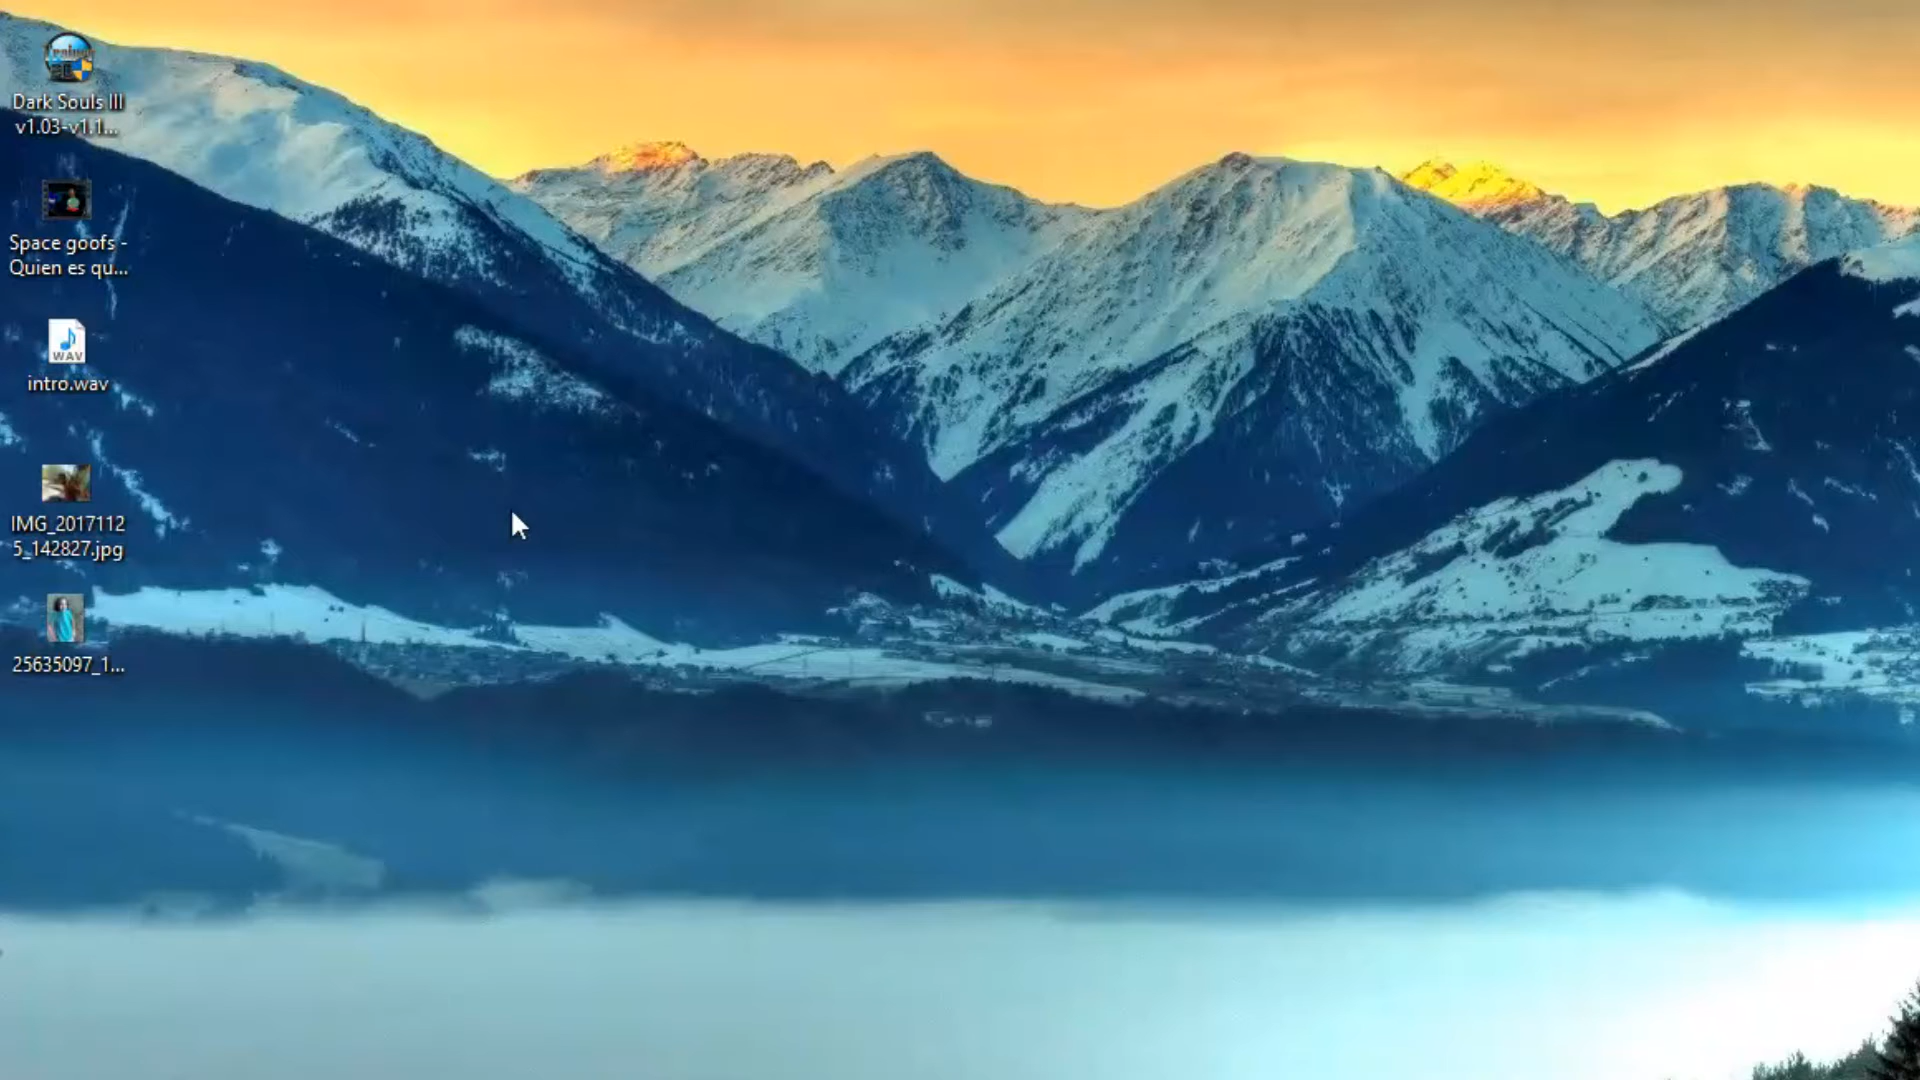 Trainer
Dark Souls III
v1.03-v1.1...
Space goofs -
Quien es qu...
WAV
intro.wav
IMG_2017112
5_142827.jpg
25635097_1...